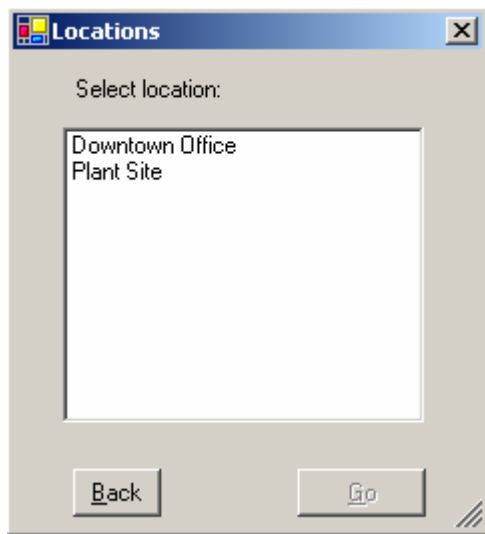 Locations
Select location:
Downtown Office
Plant Site
Back
Go